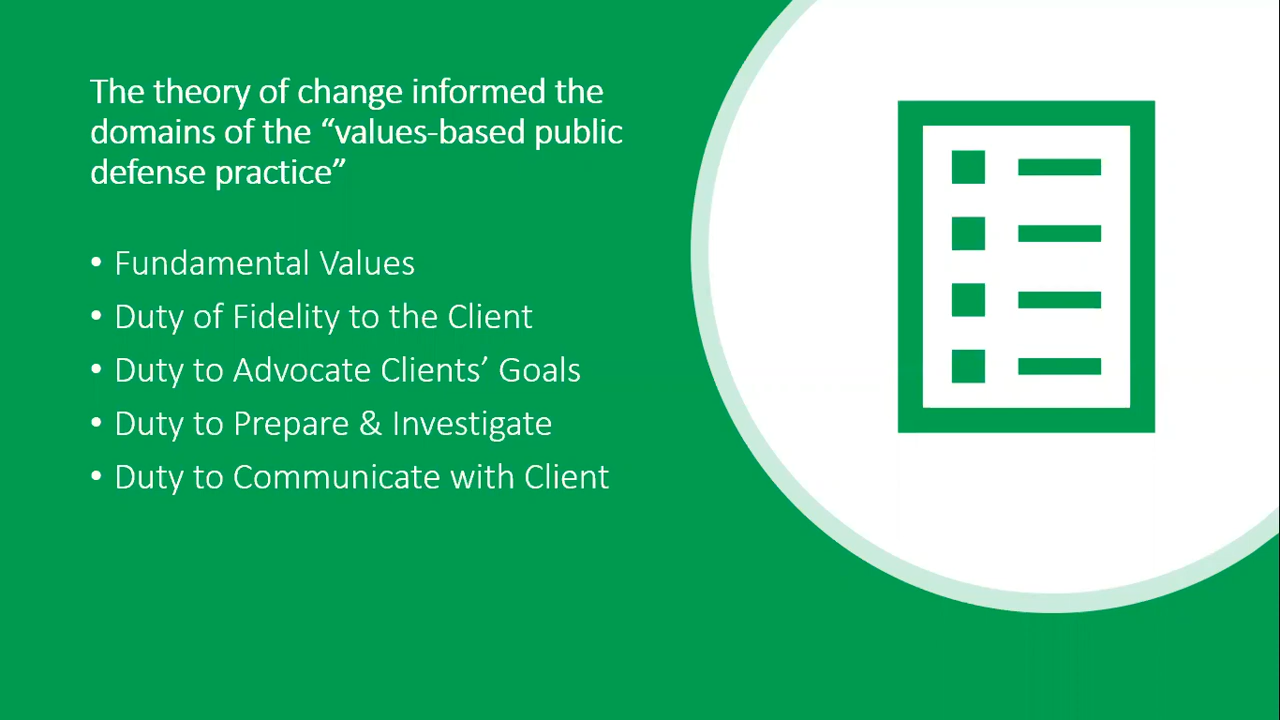 The theory of change informed the
domains of the “values-based public
defense practice”
• Fundamental Values
• Duty of Fidelity to the Client
• Duty to Advocate Clients’ Goals
• Duty to Prepare & Investigate
• Duty to Communicate with Client